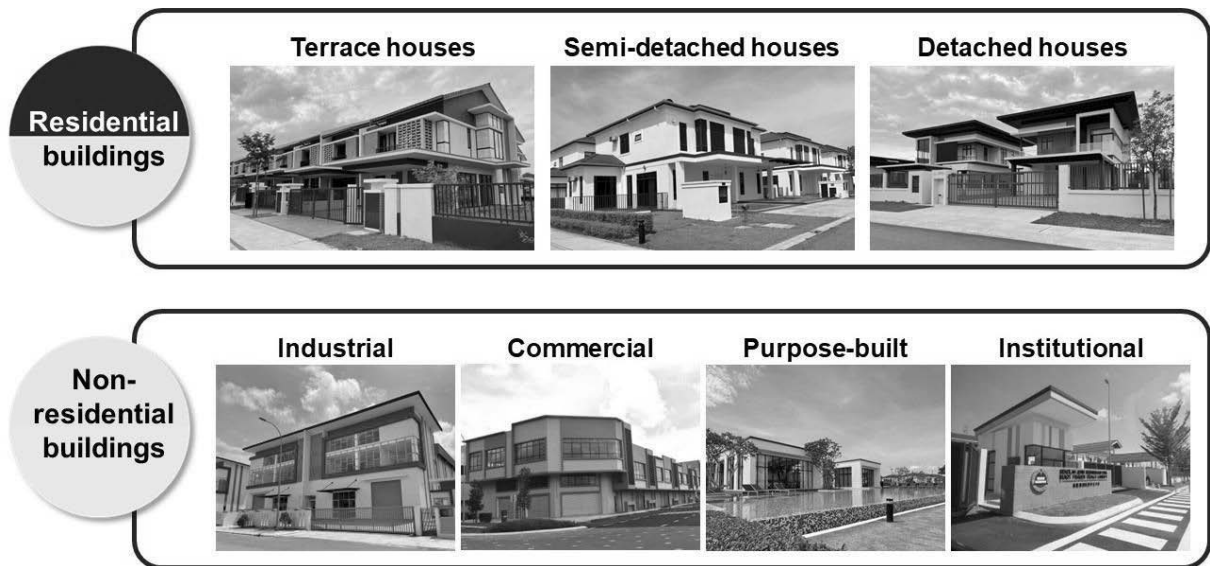 Terrace houses
Semi-detached houses
Detached houses
Residential
buildings
Industrial
Commercial
Purpose-built
Institutional
Non-
residential
buildings